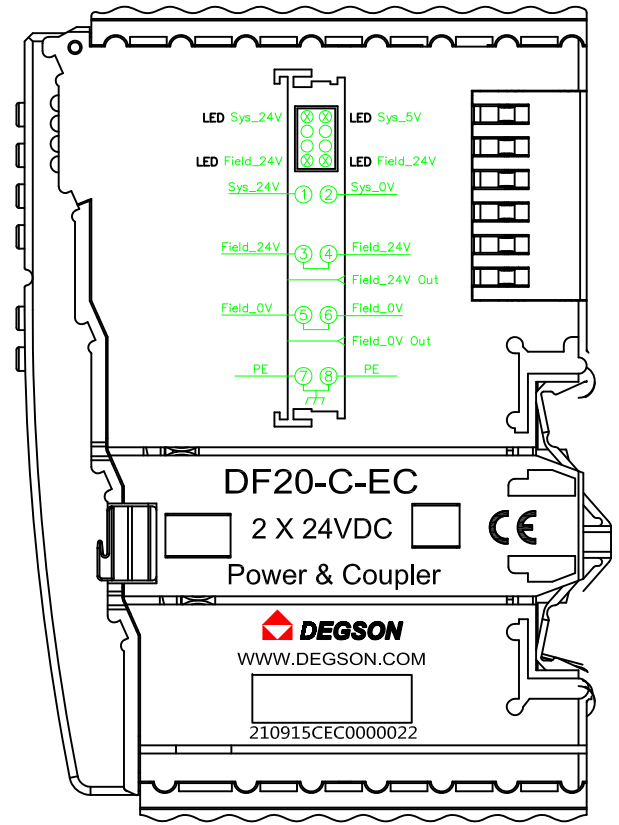 LED Sys_24V LED Sys_5V
LED Field_24V LED Field_24V
Sys_24V 1 2 Sys_0V
Field_24V 3 4 Field_24V
Field_24V Out
Field_0V 5 6 Field_0V
Field_0V Out
PE 7 8 PE
DF20-C-EC
2 X 24VDC CE
Power & Coupler
DEGSON
WWW.DEGSON.COM
210915CEC0000022